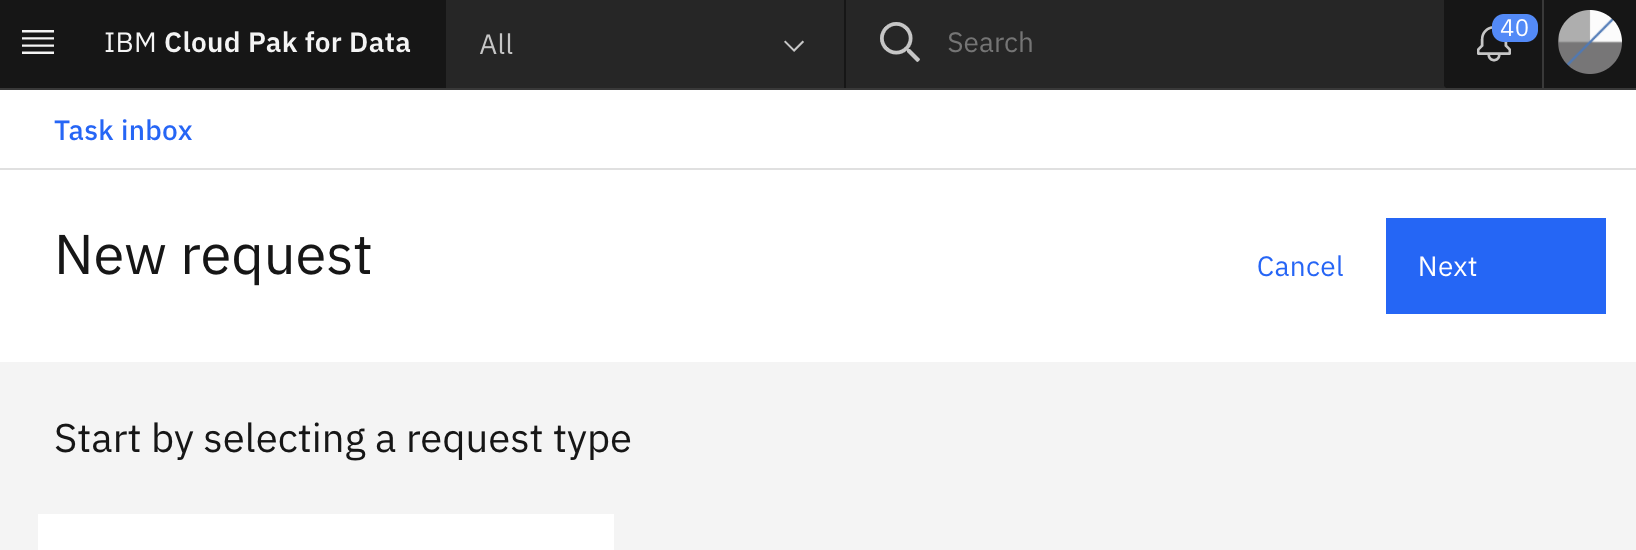 IBM Cloud Pak for Data All Search 40
Task inbox
New request
Cancel Next
Start by selecting a request type